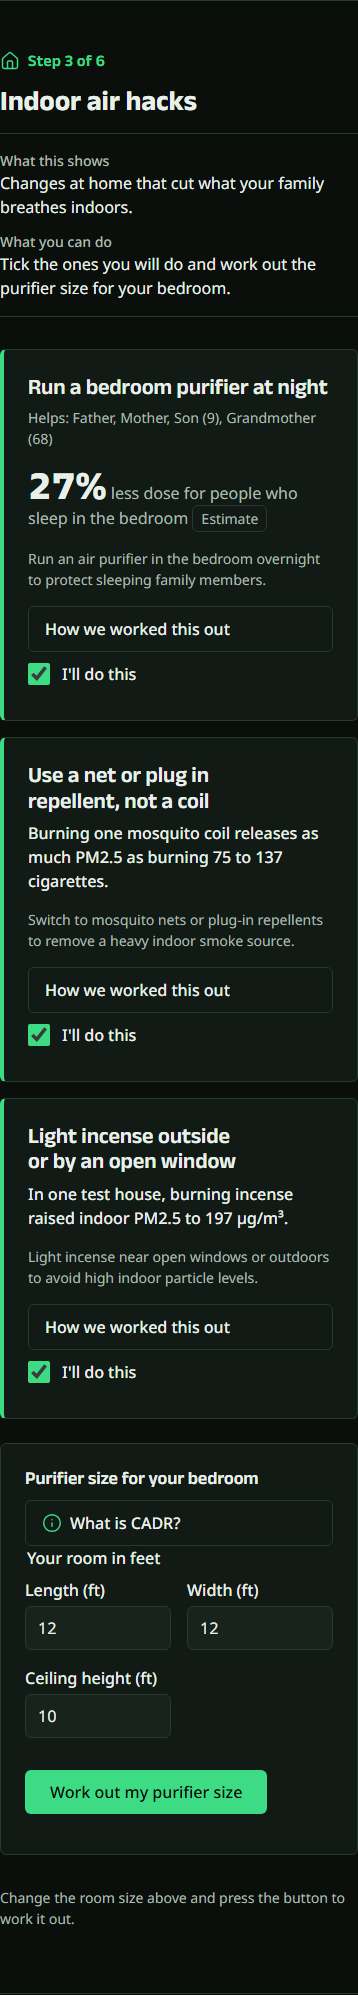 Step 3 of 6
Indoor air hacks
What this shows
Changes at home that cut what your family
breathes indoors.
What you can do
Tick the ones you will do and work out the
purifier size for your bedroom.
Run a bedroom purifier at night
Helps: Father, Mother, Son (9), Grandmother
(68)
27% less dose for people who
sleep in the bedroom Estimate
Run an air purifier in the bedroom overnight
to protect sleeping family members.
How we worked this out
I'll do this
Use a net or plug in
repellent, not a coil
Burning one mosquito coil releases as
much PM2.5 as burning 75 to 137
cigarettes.
Switch to mosquito nets or plug-in repellents
to remove a heavy indoor smoke source.
How we worked this out
I'll do this
Light incense outside
or by an open window
In one test house, burning incense
raised indoor PM2.5 to 197 µg/m³.
Light incense near open windows or outdoors
to avoid high indoor particle levels.
How we worked this out
I'll do this
Purifier size for your bedroom
What is CADR?
Your room in feet
Length (ft) Width (ft)
12 12
Ceiling height (ft)
10
Work out my purifier size
Change the room size above and press the button to
work it out.